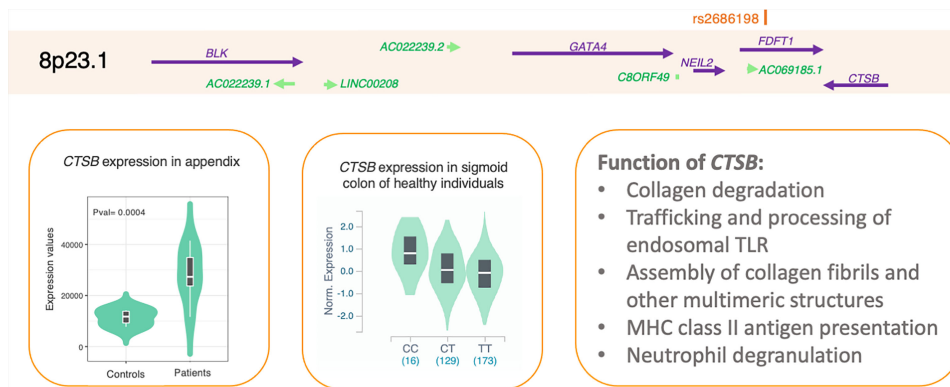 rs2686198
8p23.1
BLK
AC022239.2
GATA4
FDFT1
NEIL2
AC022239.1
LINC00208
C8ORF49
AC069185.1
CTSB
CTSB expression in appendix
Pval= 0.0004
Expression values
40000
20000
0
Controls
Patients
CTSB expression in sigmoid
colon of healthy individuals
Norm. Expression
2.0
1.0
0.0
-1.0
-2.0
CC
CT
TT
(16)
(129)
(173)
Function of CTSB:
• Collagen degradation
• Trafficking and processing of
endosomal TLR
• Assembly of collagen fibrils and
other multimeric structures
• MHC class II antigen presentation
• Neutrophil degranulation